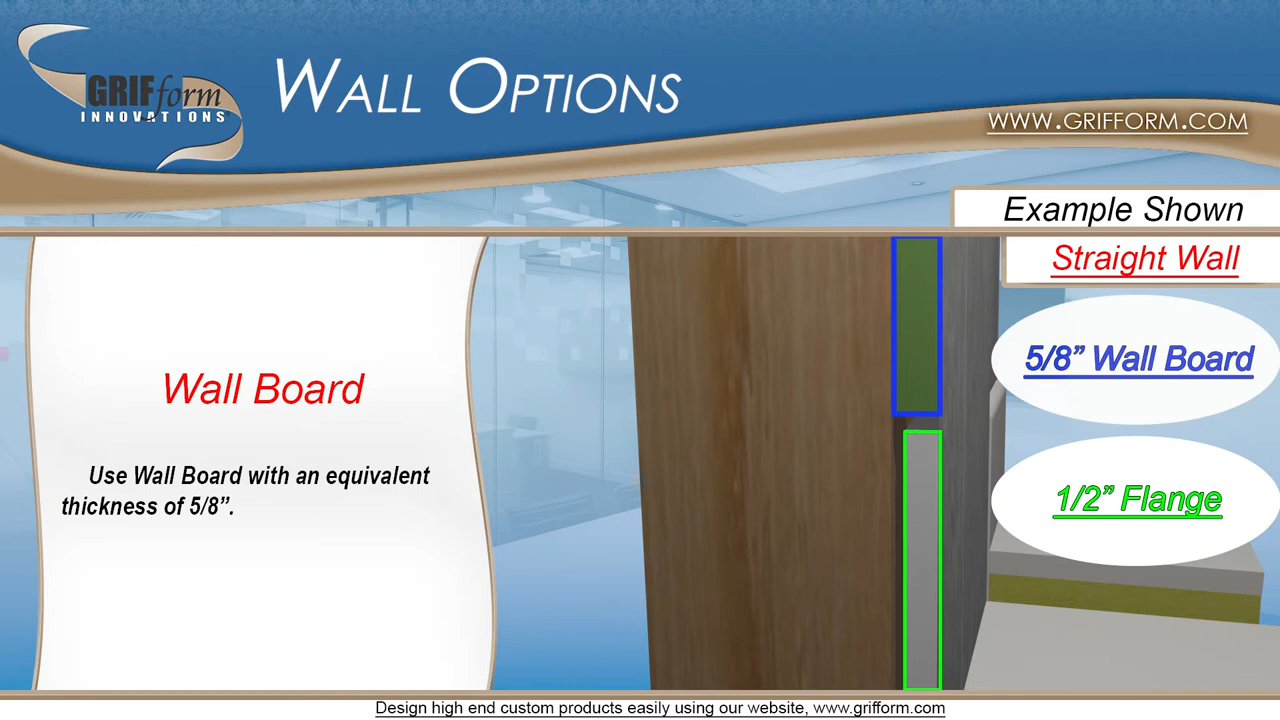 GRIFform
INNOVATIONS®
WALL OPTIONS
WWW.GRIFFORM.COM
Example Shown
Straight Wall
5/8” Wall Board
1/2” Flange
Wall Board
Use Wall Board with an equivalent
thickness of 5/8”.
Design high end custom products easily using our website, www.grifform.com